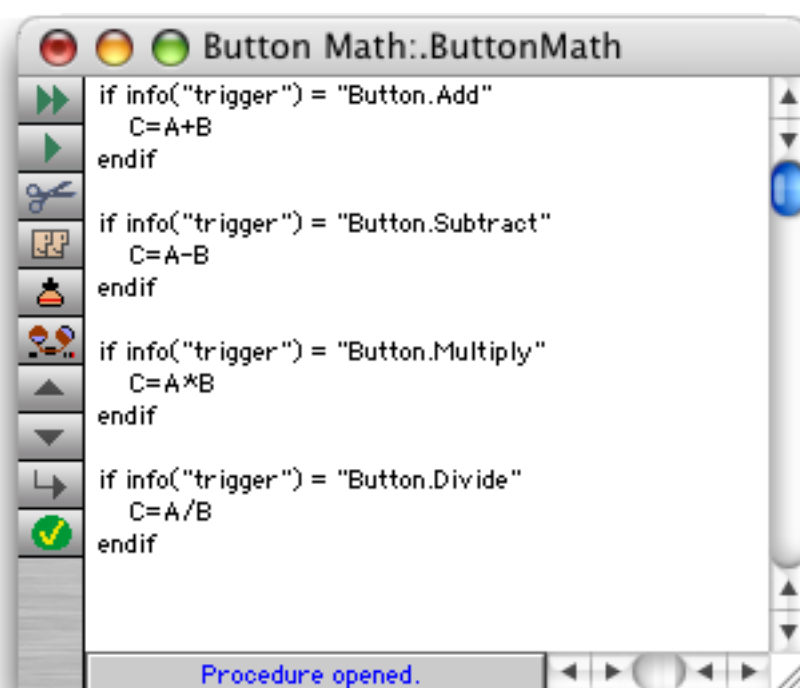 Button Math:.ButtonMath
if info("trigger") = "Button.Add"
C=A+B
endif
if info("trigger") = "Button.Subtract"
C=A-B
endif
if info("trigger") = "Button.Multiply"
C=A*B
endif
if info("trigger") = "Button.Divide"
C=A/B
endif
Procedure opened.